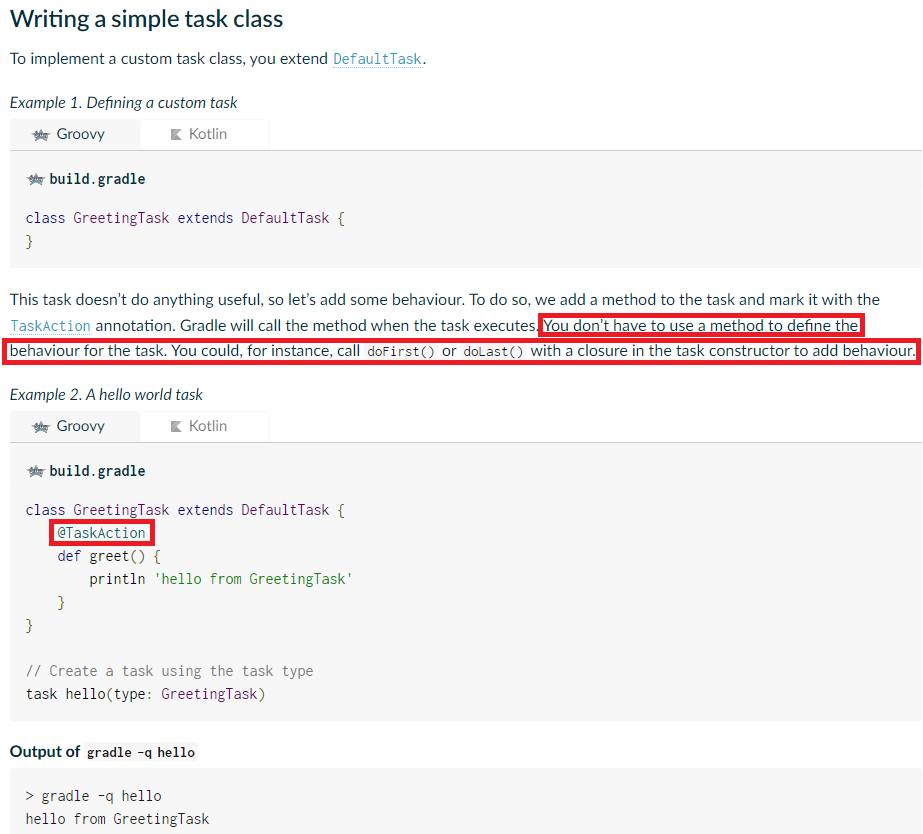 Writing a simple task class
To implement a custom task class, you extend DefaultTask.
Example 1. Defining a custom task
Groovy Kotlin
build.gradle
class GreetingTask extends DefaultTask {
}
This task doesn't do anything useful, so let's add some behaviour. To do so, we add a method to the task and mark it with the
TaskAction annotation. Gradle will call the method when the task executes. You don't have to use a method to define the
behaviour for the task. You could, for instance, call doFirst() or doLast() with a closure in the task constructor to add behaviour.
Example 2. A hello world task
Groovy Kotlin
build.gradle
class GreetingTask extends DefaultTask {
    @TaskAction
    def greet() {
        println 'hello from GreetingTask'
    }
}
// Create a task using the task type
task hello(type: GreetingTask)
Output of gradle -q hello
> gradle -q hello
hello from GreetingTask